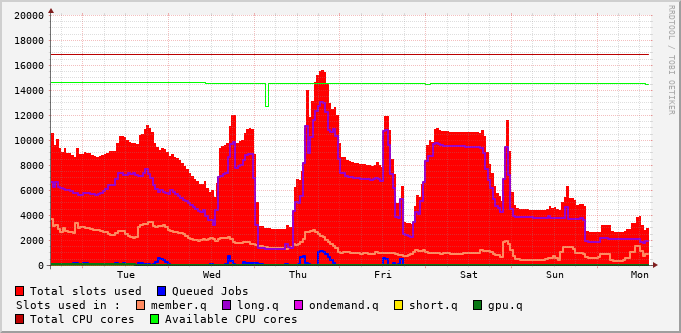 20000
18000
16000
14000
12000
10000
8000
6000
4000
2000
0
Tue Wed Thu Fri Sat Sun Mon
Total slots used Queued Jobs
Slots used in : member.q long.q ondemand.q short.q gpu.q
Total CPU cores Available CPU cores
RRDTOOL / TOBI OETIKER